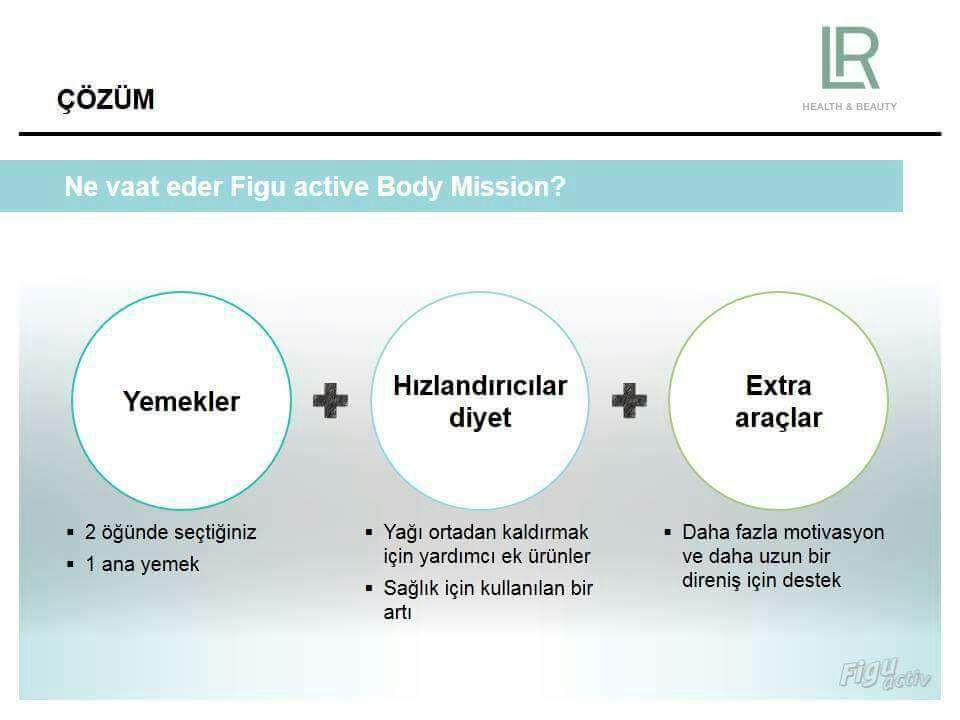 LR
HEALTH & BEAUTY
ÇÖZÜM
Ne vaat eder Figu active Body Mission?
Yemekler
Hızlandırıcılar
diyet
Extra
araçlar
▪ 2 öğünde seçtiğiniz
▪ 1 ana yemek
▪ Yağı ortadan kaldırmak
için yardımcı ek ürünler
▪ Sağlık için kullanılan bir
artı
▪ Daha fazla motivasyon
ve daha uzun bir
direniş için destek
Figu
activ